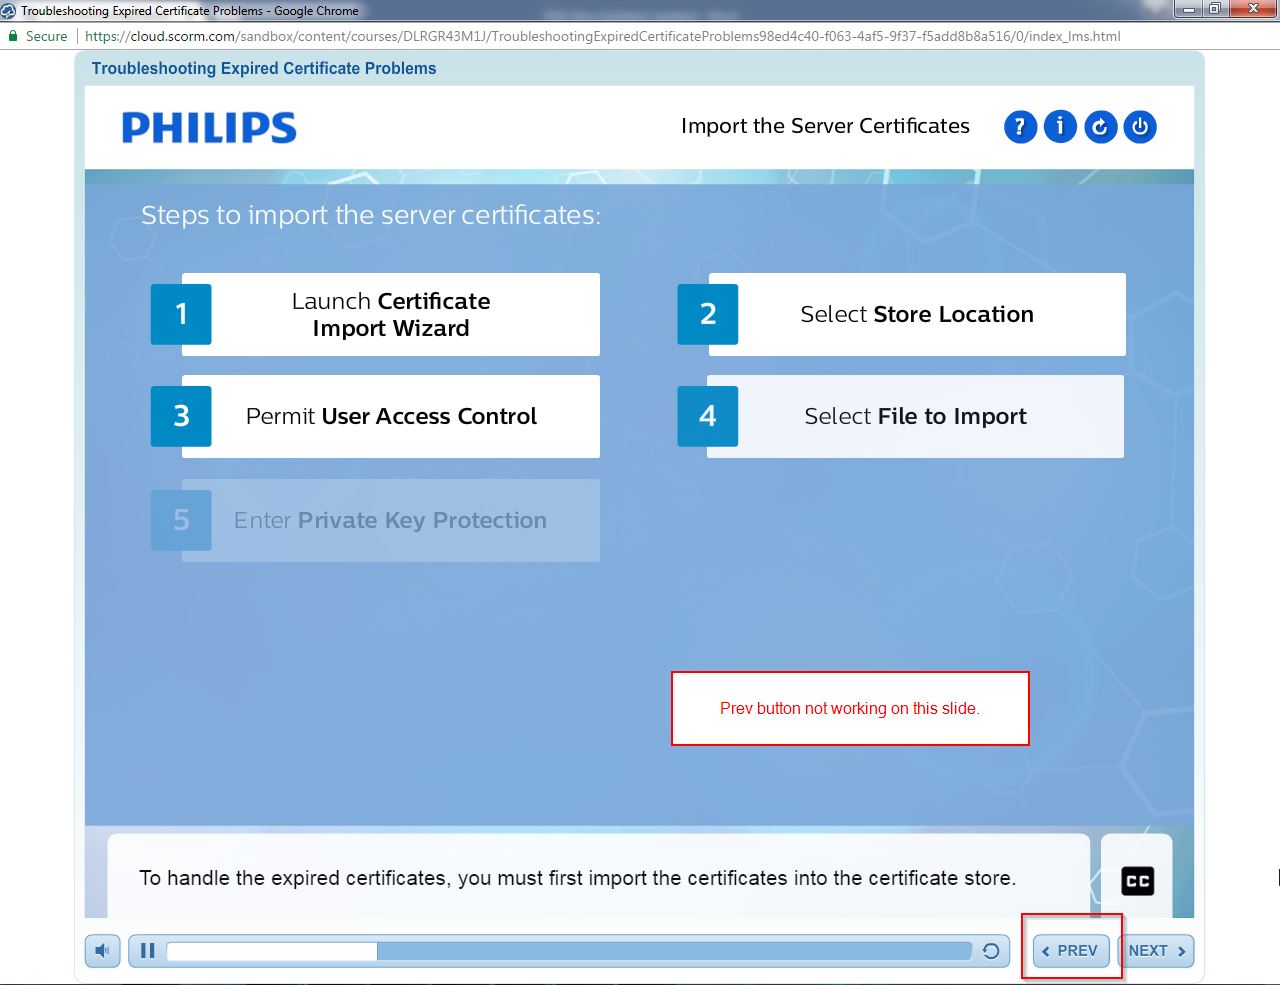 Troubleshooting Expired Certificate Problems - Google Chrome
Secure
https://cloud.scorm.com/sandbox/content/courses/DLRGR43M1J/TroubleshootingExpiredCertificateProblems98ed4c40-f063-4af5-9f37-f5add8b8a516/0/index_lms.html
Troubleshooting Expired Certificate Problems
PHILIPS
Import the Server Certificates
? i
Steps to import the server certificates:
1
Launch Certificate
Import Wizard
2
Select Store Location
3
Permit User Access Control
4
Select File to Import
5
Enter Private Key Protection
Prev button not working on this slide.
To handle the expired certificates, you must first import the certificates into the certificate store.
CC
PREV
NEXT